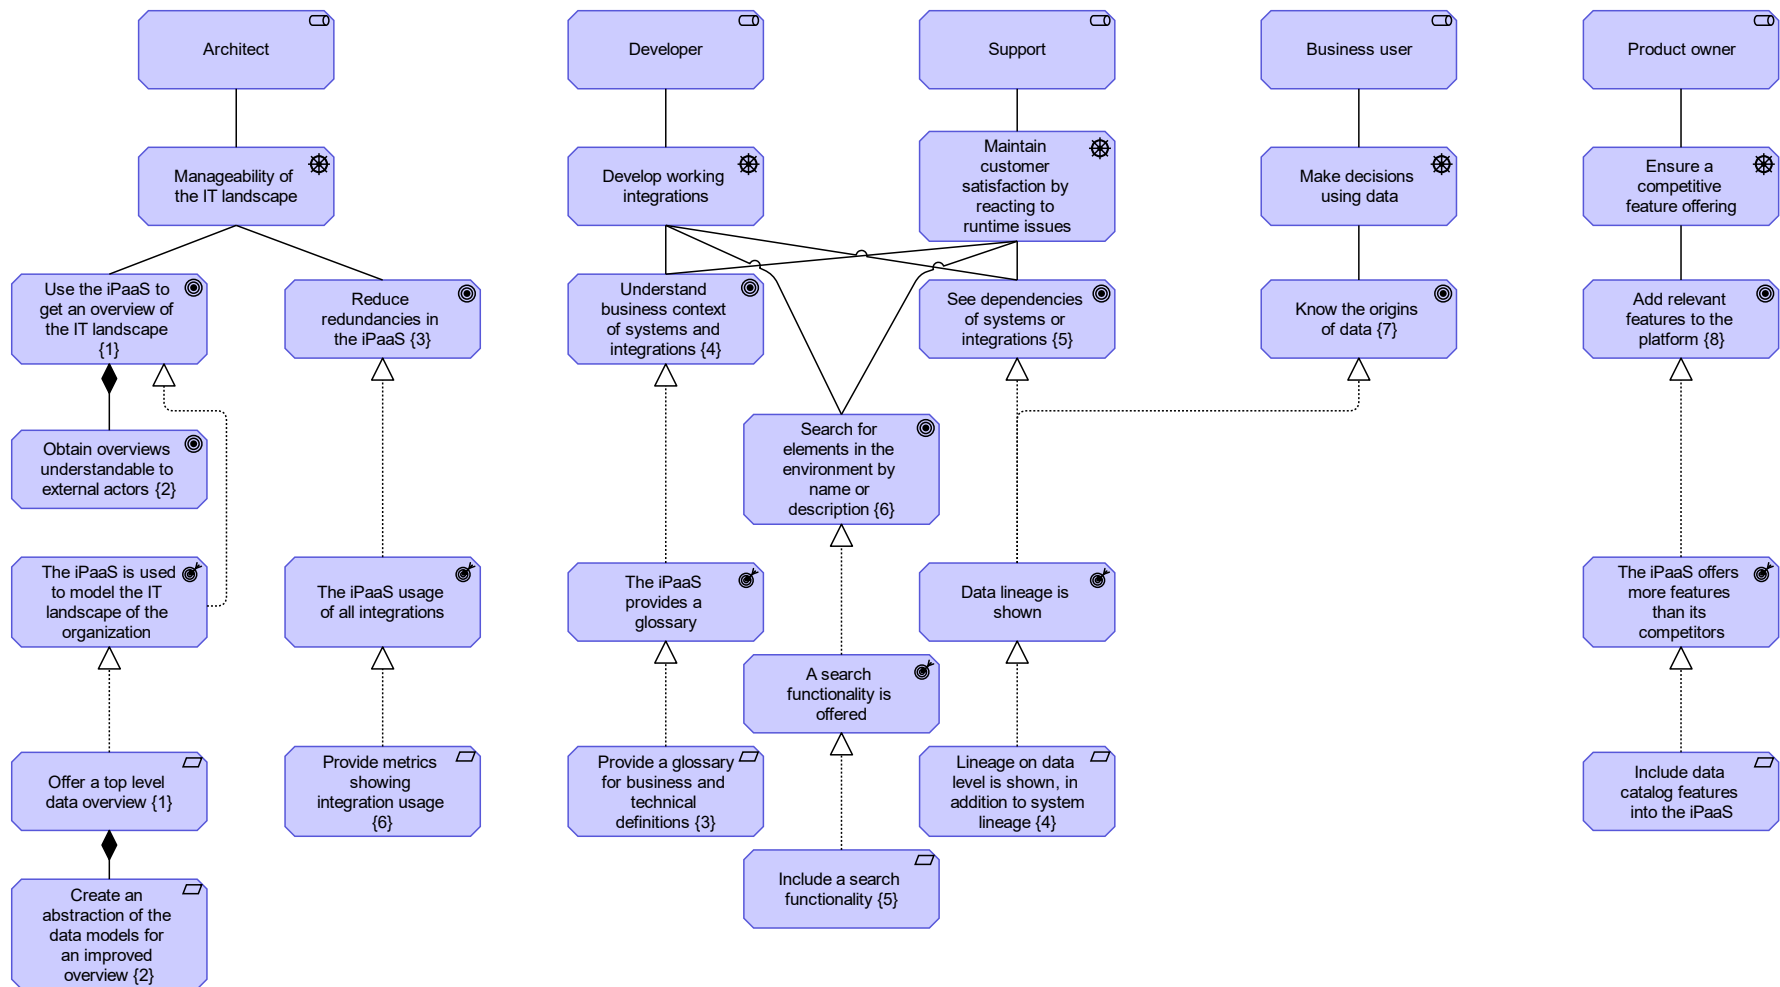 Architect
Developer
Support
Business user
Product owner
Manageability of
the IT landscape
Develop working
integrations
Maintain
customer
satisfaction by
reacting to
runtime issues
Make decisions
using data
Ensure a
competitive
feature offering
Use the iPaaS to
get an overview of
the IT landscape
{1}
Reduce
redundancies in
the iPaaS {3}
Understand
business context
of systems and
integrations {4}
See dependencies
of systems or
integrations {5}
Know the origins
of data {7}
Add relevant
features to the
platform {8}
Obtain overviews
understandable to
external actors {2}
Search for
elements in the
environment by
name or
description {6}
The iPaaS is used
to model the IT
landscape of the
organization
The iPaaS usage
of all integrations
The iPaaS
provides a
glossary
Data lineage is
shown
The iPaaS offers
more features
than its
competitors
A search
functionality is
offered
Offer a top level
data overview {1}
Provide metrics
showing
integration usage
{6}
Provide a glossary
for business and
technical
definitions {3}
Lineage on data
level is shown, in
addition to system
lineage {4}
Include data
catalog features
into the iPaaS
Include a search
functionality {5}
Create an
abstraction of the
data models for
an improved
overview {2}